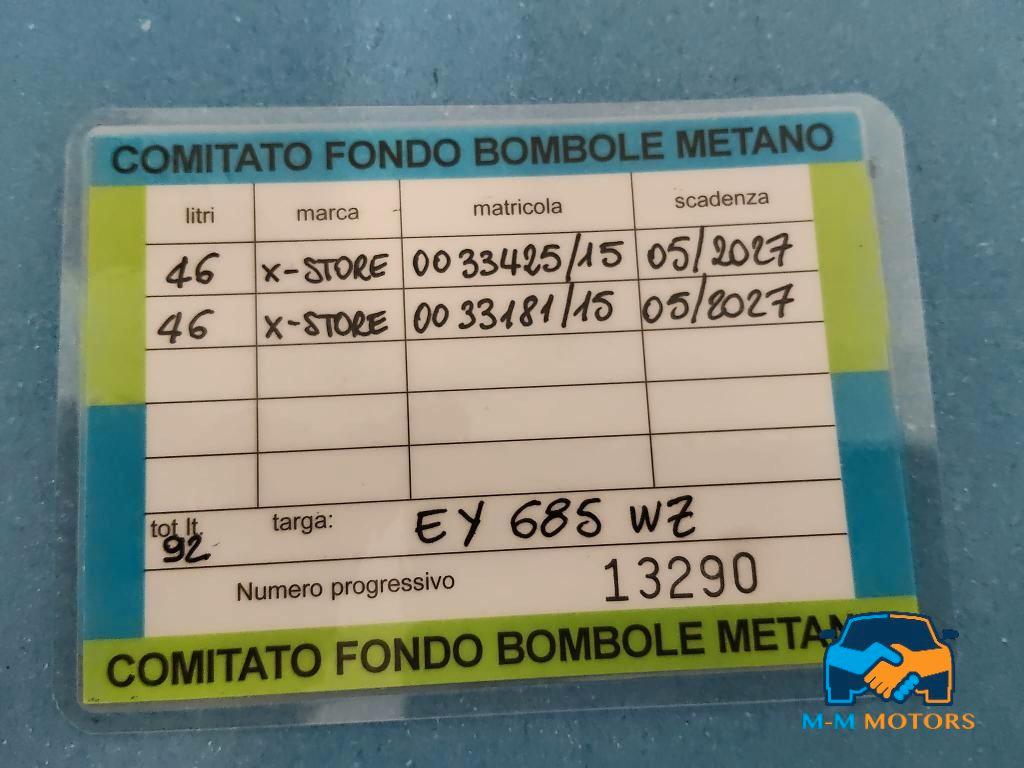 COMITATO FONDO BOMBOLE METANO
litri marca matricola scadenza
46 X-STORE 0033425/15 05/2027
46 X-STORE 0033181/15 05/2027
tot lt. targa: EY 685 WZ
92
Numero progressivo 13290
COMITATO FONDO BOMBOLE METAN
M-M MOTORS